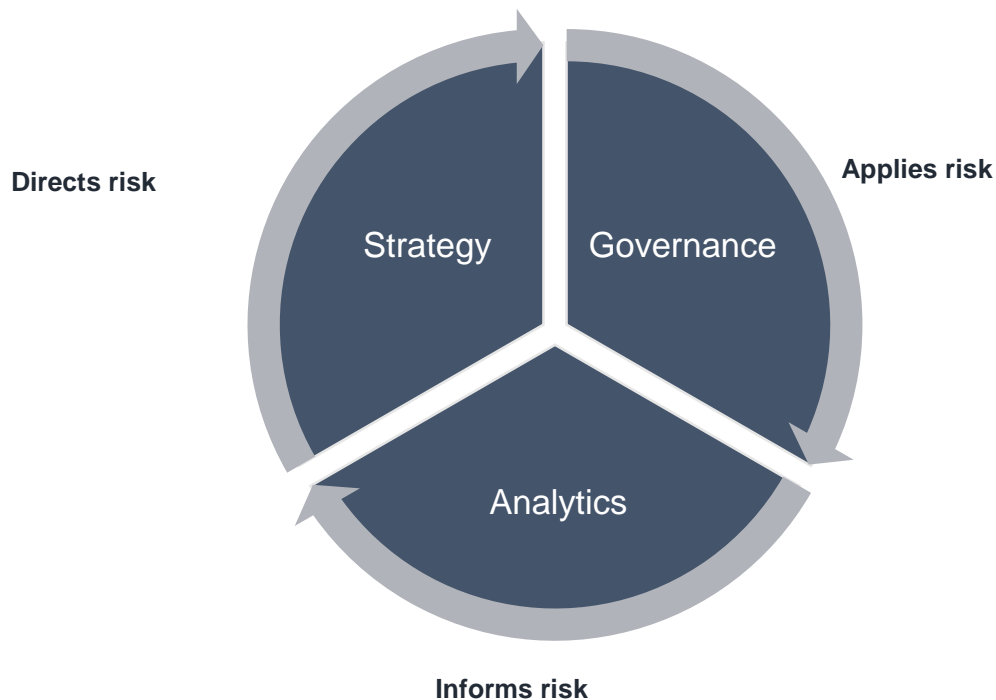 Directs risk
Applies risk
Strategy
Governance
Analytics
Informs risk